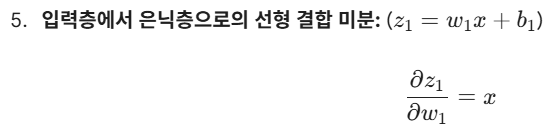 5. 입력층에서 은닉층으로의 선형 결합 미분: (z₁ = w₁x + b₁)
∂z₁/∂w₁ = x